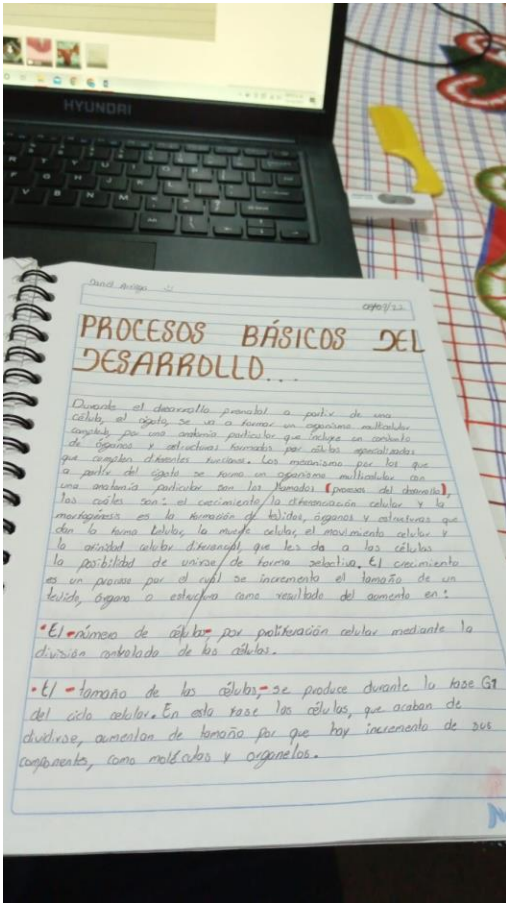 HYUNDAI
PROCESOS BÁSICOS DEL
DESARROLLO...
Durante el desarrollo prenatal a partir de una
célula, el cigoto, se va a formar un organismo multicelular
complejo, por una anatomía particular que incluye un conjunto
de órganos y estructuras formados por células especializadas
que cumplen diferentes funciones. Los mecanismo por los que
a partir del cigoto se forma un organismo multicelular con
una anatomía particular son los llamados (procesos del desarrollo),
los cuáles son: el crecimiento, la diferenciación celular y la
morfogénesis es la formación de tejidos, órganos y estructuras que
dan la forma celular, la muerte celular, el movimiento celular y
la afinidad celular diferencial, que les da a las células
la posibilidad de unirse de forma selectiva. El crecimiento
es un proceso por el cual se incrementa el tamaño de un
tejido, órgano o estructura como resultado del aumento en:
• El - número de células - por proliferación celular mediante la
división controlada de las células.
• El - tamaño de las células, - se produce durante la fase G1
del ciclo celular. En esta fase las células, que acaban de
dividirse, aumentan de tamaño por que hay incremento de sus
componentes, como moléculas y organelos.